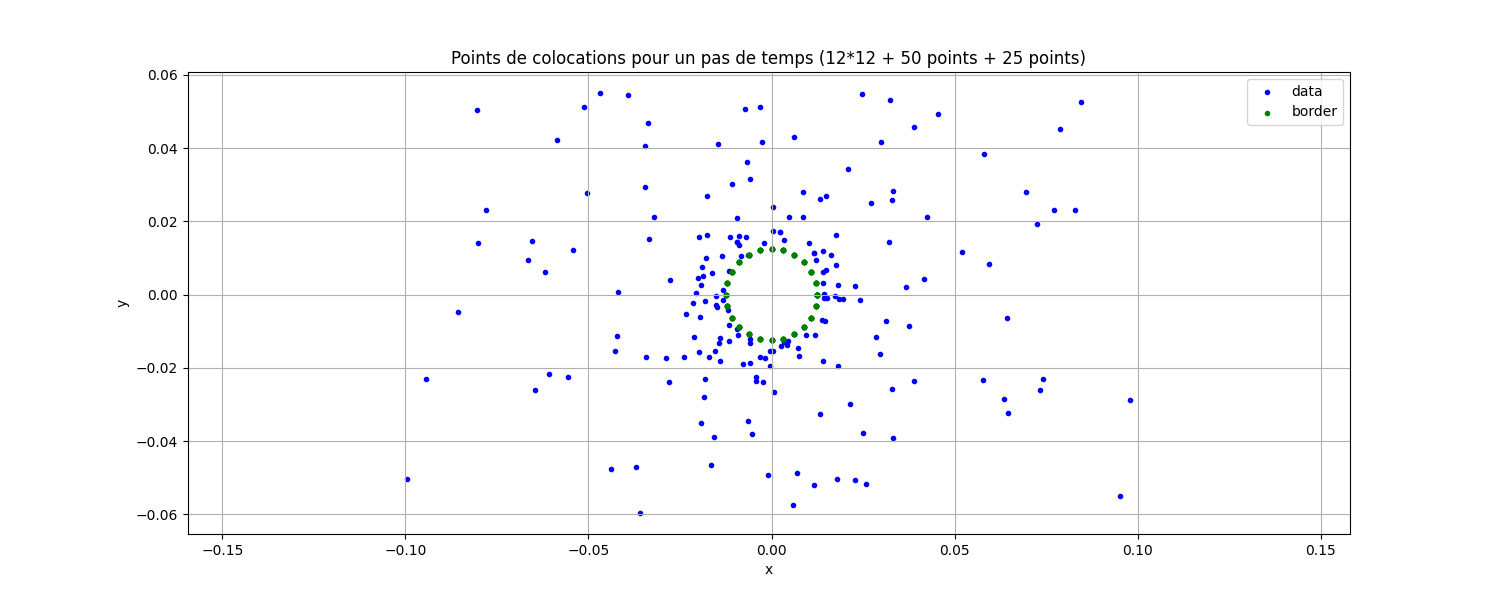 Points de colocations pour un pas de temps (12*12 + 50 points + 25 points)
data
border
0.06
0.04
0.02
0.00
−0.02
−0.04
−0.06
y
−0.15 −0.10 −0.05 0.00 0.05 0.10 0.15
x